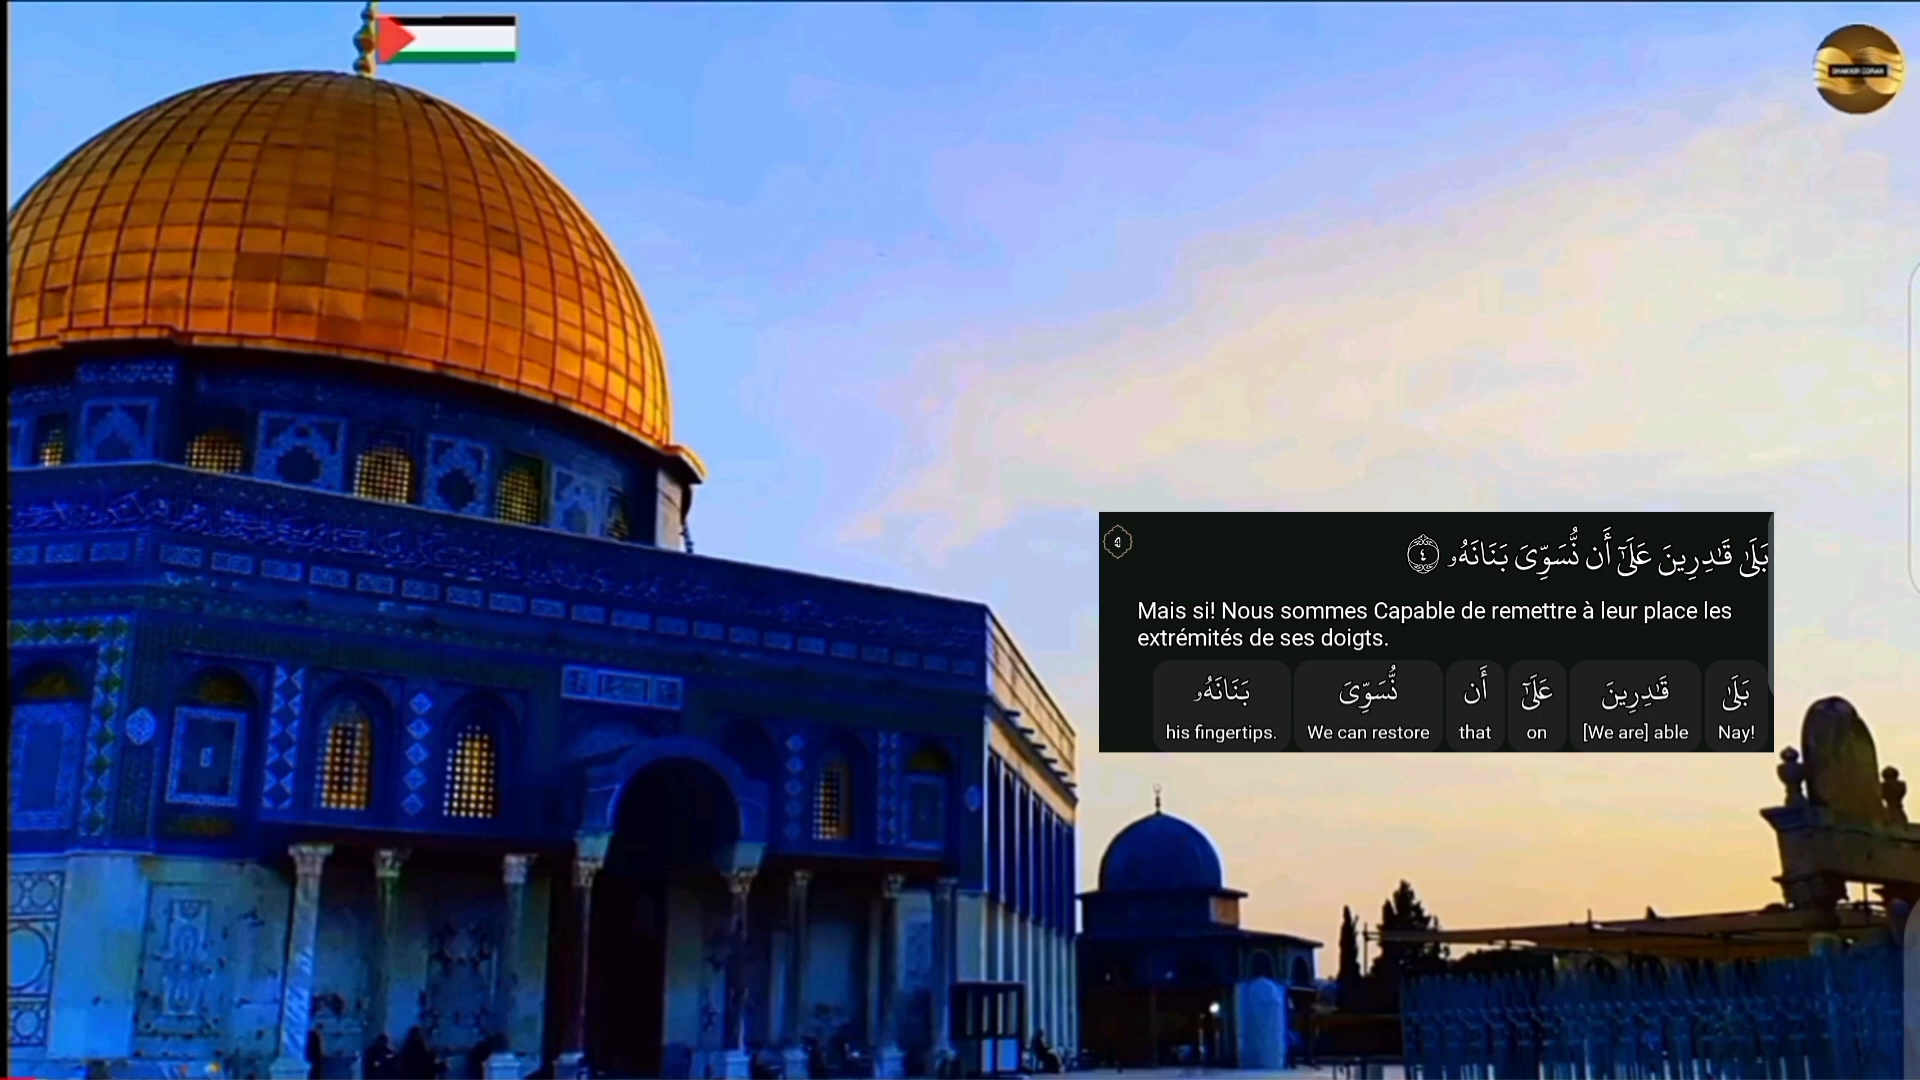 بَلَىٰ قَـٰدِرِينَ عَلَىٰٓ أَن نُّسَوِّىَ بَنَانَهُۥ ٤
4
Mais si! Nous sommes Capable de remettre à leur place les
extrémités de ses doigts.
بَلَىٰ قَـٰدِرِينَ عَلَىٰٓ أَن نُّسَوِّىَ بَنَانَهُۥ
his fingertips. We can restore that on [We are] able Nay!